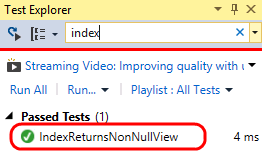 Test Explorer
index
Streaming Video: Improving quality with u
Run All | Run... | Playlist : All Tests
Passed Tests (1)
IndexReturnsNonNullView 4 ms